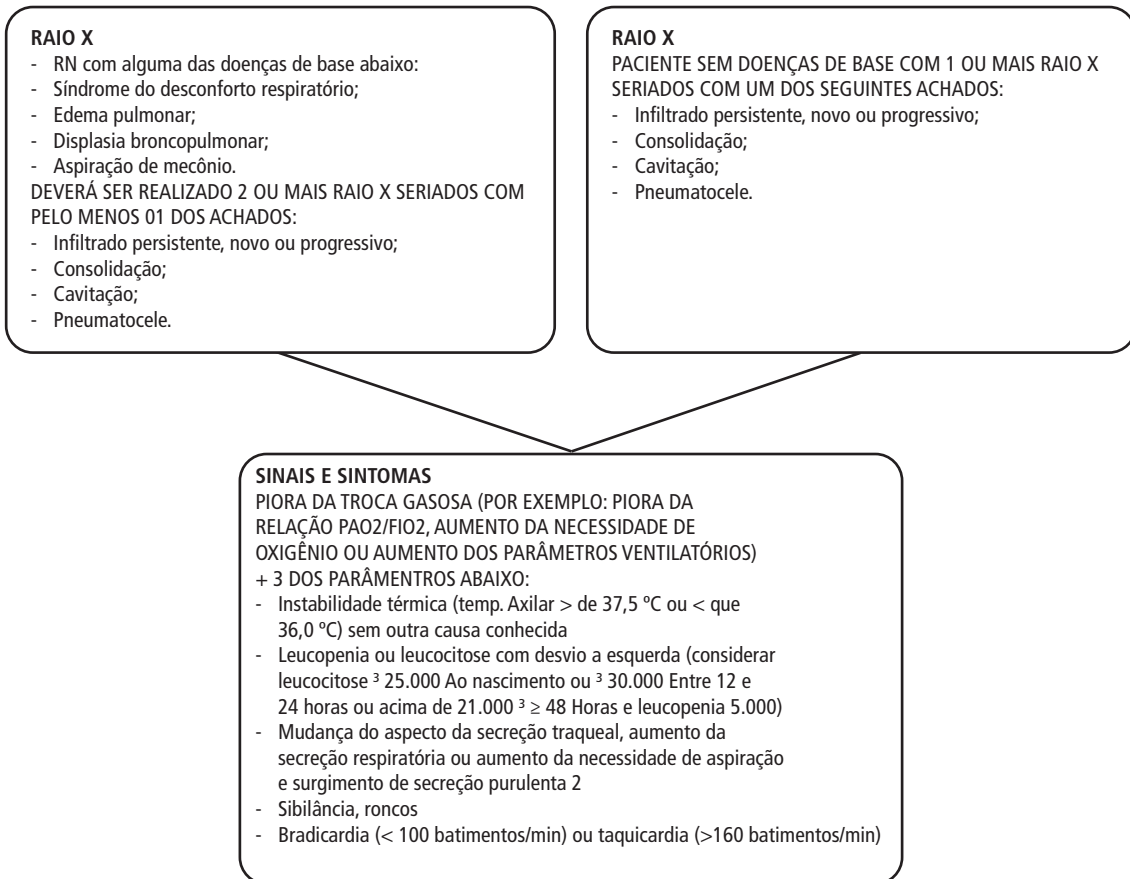 RAIO X
- RN com alguma das doenças de base abaixo:
- Síndrome do desconforto respiratório;
- Edema pulmonar;
- Displasia broncopulmonar;
- Aspiração de mecônio.
DEVERÁ SER REALIZADO 2 OU MAIS RAIO X SERIADOS COM
PELO MENOS 01 DOS ACHADOS:
- Infiltrado persistente, novo ou progressivo;
- Consolidação;
- Cavitação;
- Pneumatocele.
RAIO X
PACIENTE SEM DOENÇAS DE BASE COM 1 OU MAIS RAIO X
SERIADOS COM UM DOS SEGUINTES ACHADOS:
- Infiltrado persistente, novo ou progressivo;
- Consolidação;
- Cavitação;
- Pneumatocele.
SINAIS E SINTOMAS
PIORA DA TROCA GASOSA (POR EXEMPLO: PIORA DA
RELAÇÃO PAO2/FIO2, AUMENTO DA NECESSIDADE DE
OXIGÊNIO OU AUMENTO DOS PARÂMETROS VENTILATÓRIOS)
+ 3 DOS PARÂMENTROS ABAIXO:
- Instabilidade térmica (temp. Axilar > de 37,5 ºC ou < que
36,0 ºC) sem outra causa conhecida
- Leucopenia ou leucocitose com desvio a esquerda (considerar
leucocitose ³ 25.000 Ao nascimento ou ³ 30.000 Entre 12 e
24 horas ou acima de 21.000 ³ ≥ 48 Horas e leucopenia 5.000)
- Mudança do aspecto da secreção traqueal, aumento da
secreção respiratória ou aumento da necessidade de aspiração
e surgimento de secreção purulenta 2
- Sibilância, roncos
- Bradicardia (< 100 batimentos/min) ou taquicardia (>160 batimentos/min)